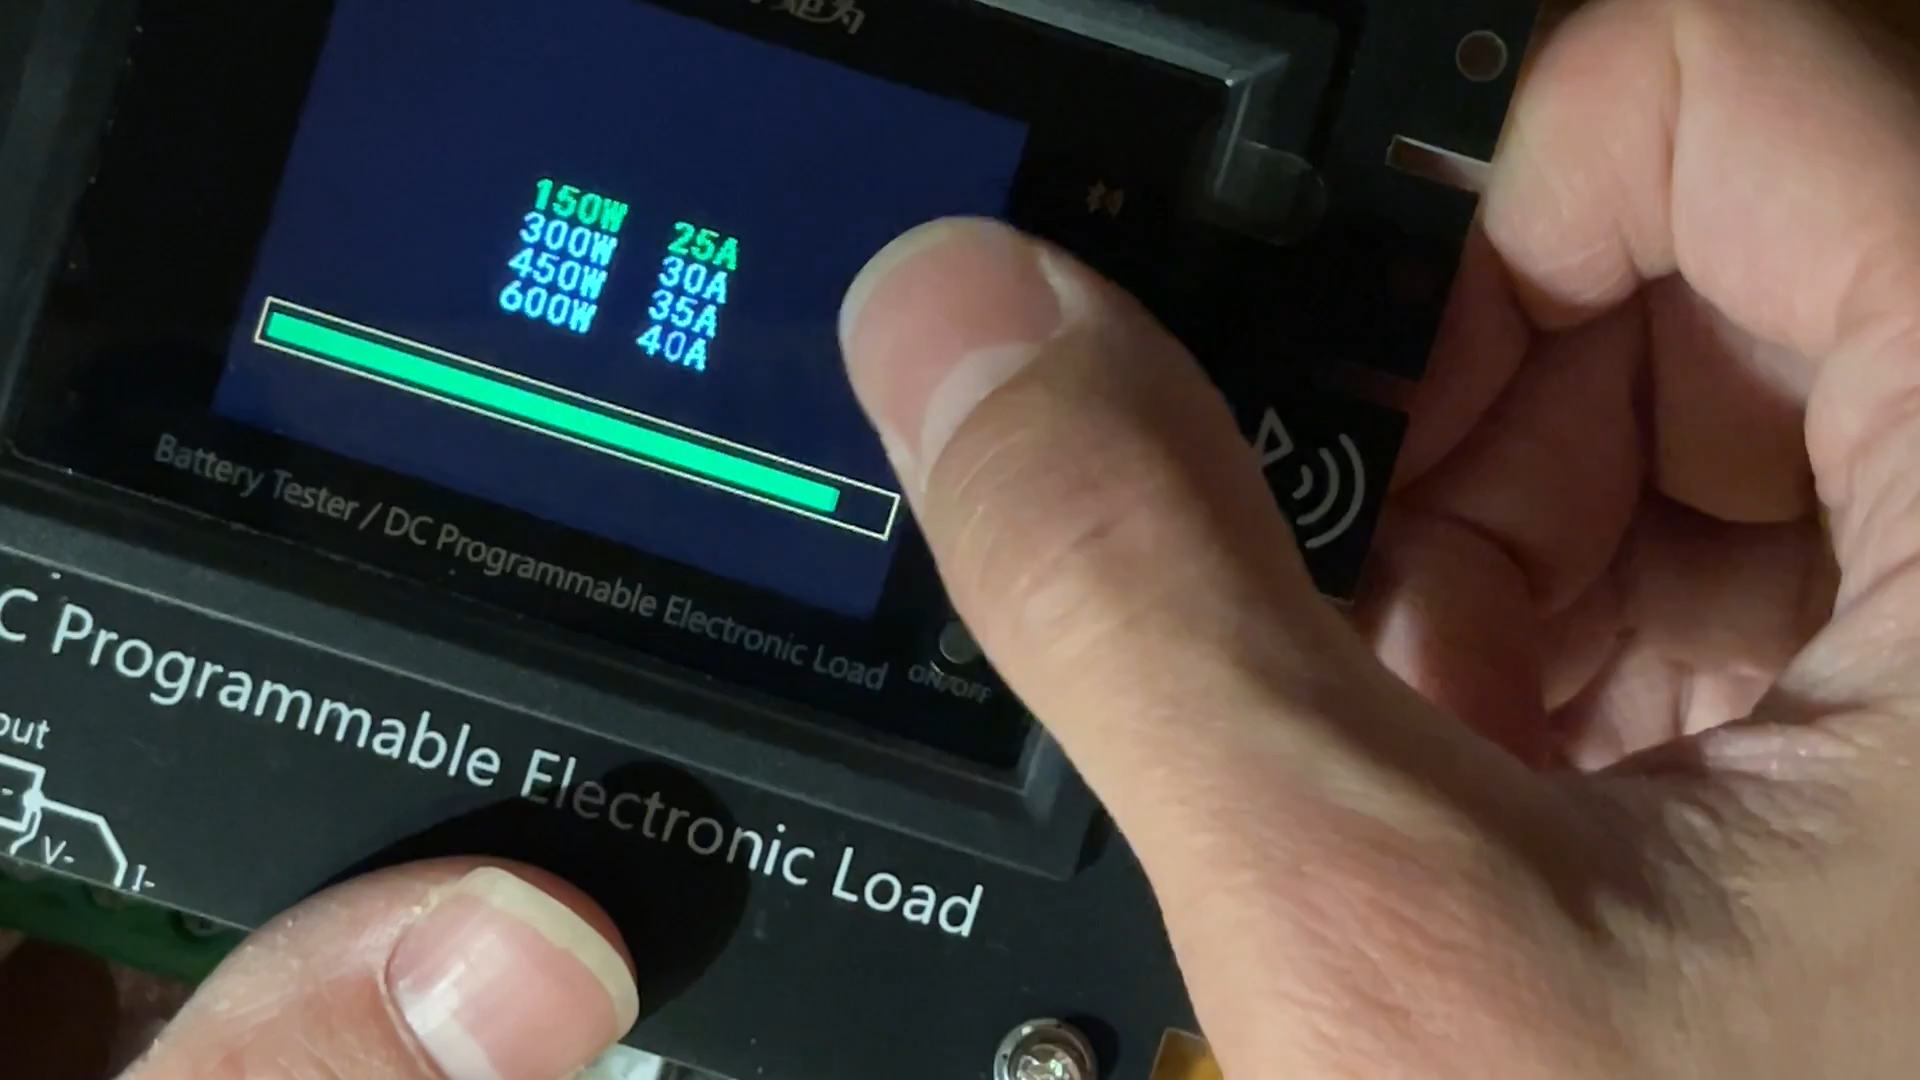 150W 25A
300W 30A
450W 35A
600W 40A
Battery Tester / DC Programmable Electronic Load
ON/OFF
C Programmable Electronic Load
out
-
V-
I-